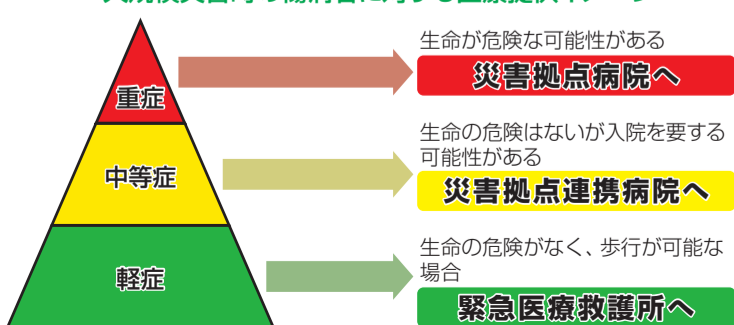 生命が危険な可能性がある
災害拠点病院へ
重症
生命の危険はないが入院を要する
可能性がある
災害拠点連携病院へ
中等症
生命の危険がなく、歩行が可能な
場合
緊急医療救護所へ
軽症